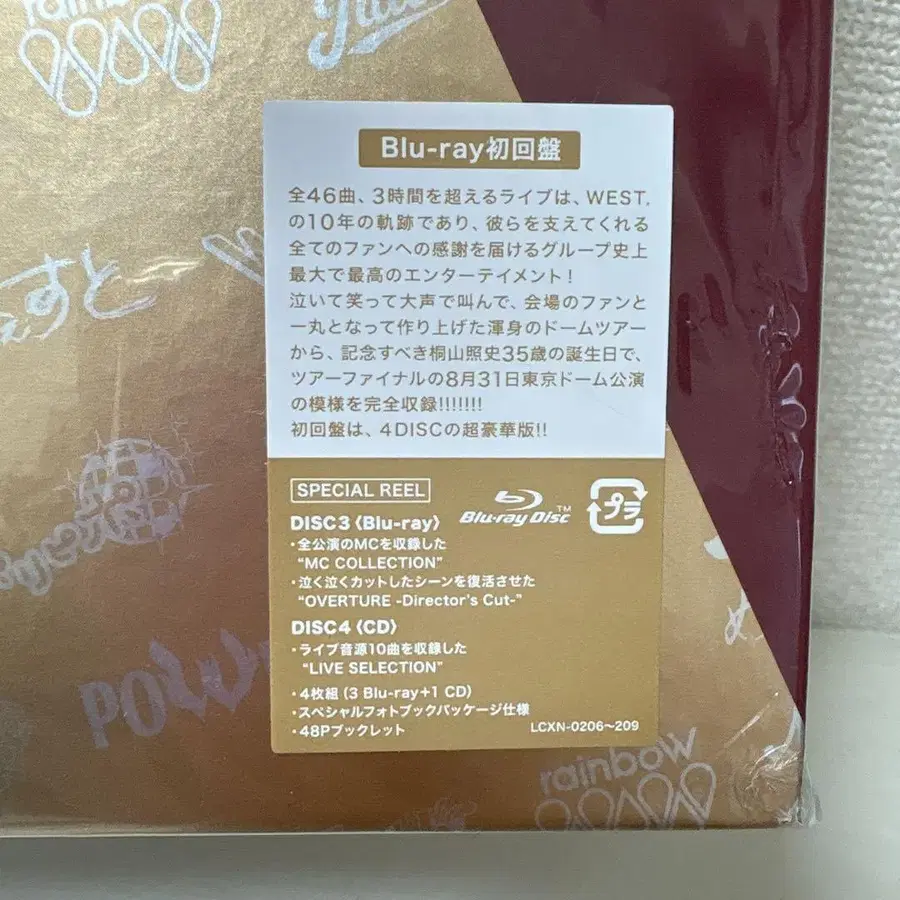 rainboW
Blu-ray初回盤
全46曲、3時間を超えるライブは、WEST.
の10年の軌跡であり、彼らを支えてくれる
全てのファンへの感謝を届けるグループ史上
最大で最高のエンターテイメント!
泣いて笑って大声で叫んで、会場のファンと
一丸となって作り上げた渾身のドームツアー
から、記念すべき桐山照史35歳の誕生日で、
ツアーファイナルの8月31日東京ドーム公演
の模様を完全収録!!!!!!!
初回盤は、4DISCの超豪華版!!
SPECIAL REEL
Blu-ray Disc™
プラ
DISC3〈Blu-ray〉
・全公演のMCを収録した
"MC COLLECTION"
・泣く泣くカットしたシーンを復活させた
"OVERTURE -Director's Cut-"
DISC4〈CD〉
・ライブ音源10曲を収録した
"LIVE SELECTION"
・4枚組(3 Blu-ray+1 CD)
・スペシャルフォトブックパッケージ仕様
・48Pブックレット
LCXN-0206～209
すと
POW
rainboW